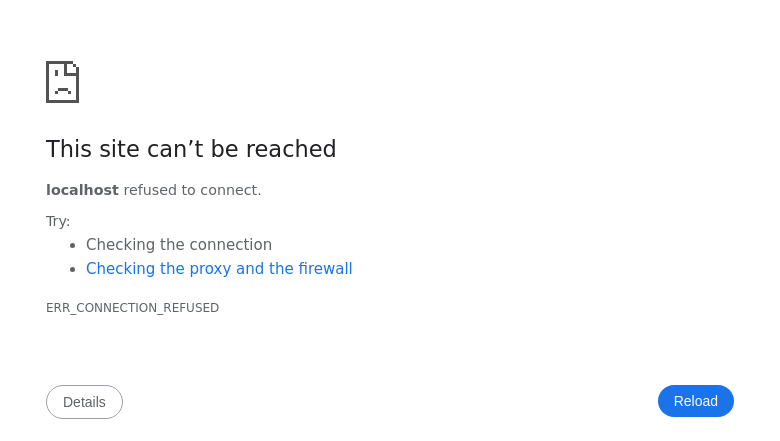 This site can’t be reached
localhost refused to connect.
Try:
Checking the connection
Checking the proxy and the firewall
ERR_CONNECTION_REFUSED
Details
Reload